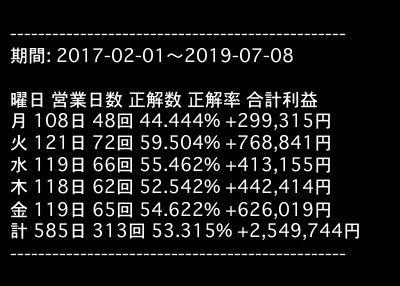 ------------------------------------------------
期間: 2017-02-01～2019-07-08
曜日 営業日数 正解数 正解率 合計利益
月 108日 48回 44.444% +299,315円
火 121日 72回 59.504% +768,841円
水 119日 66回 55.462% +413,155円
木 118日 62回 52.542% +442,414円
金 119日 65回 54.622% +626,019円
計 585日 313回 53.315% +2,549,744円
------------------------------------------------